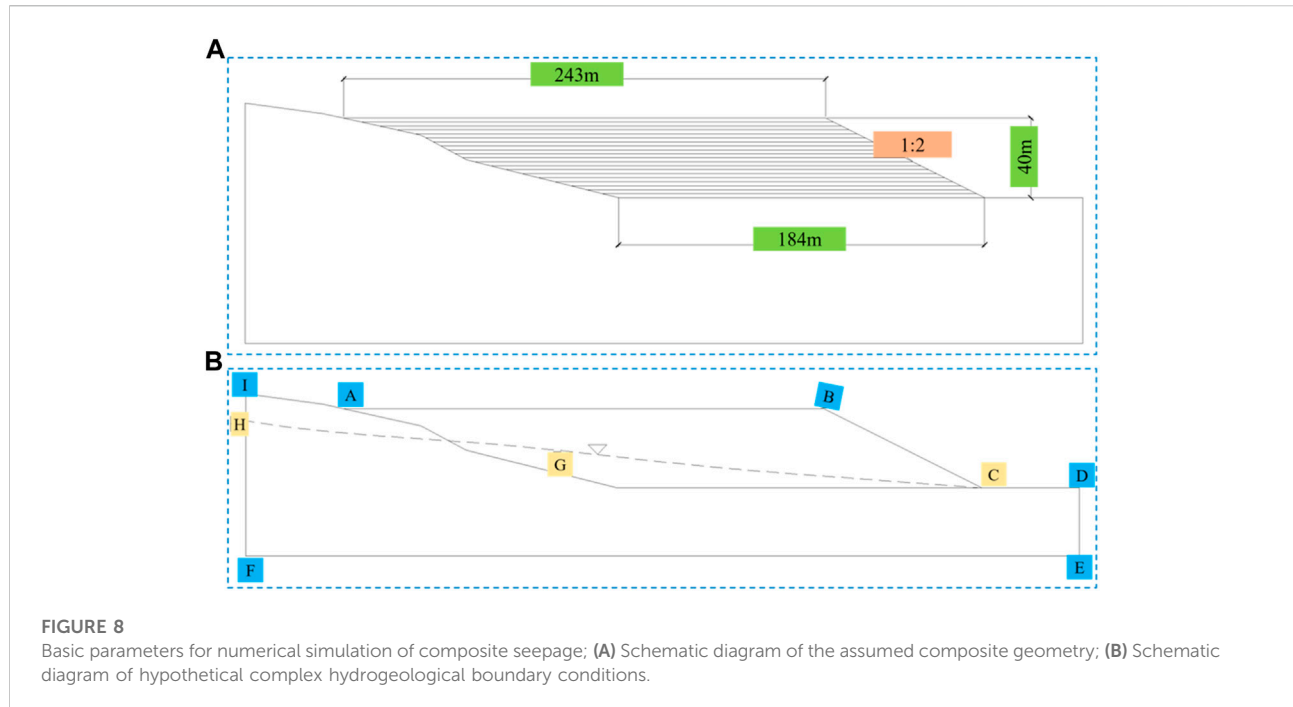 A
243m
1:2
40m
184m
B
I
A
B
H
G
C
D
F
E
FIGURE 8
Basic parameters for numerical simulation of composite seepage; (A) Schematic diagram of the assumed composite geometry; (B) Schematic
diagram of hypothetical complex hydrogeological boundary conditions.